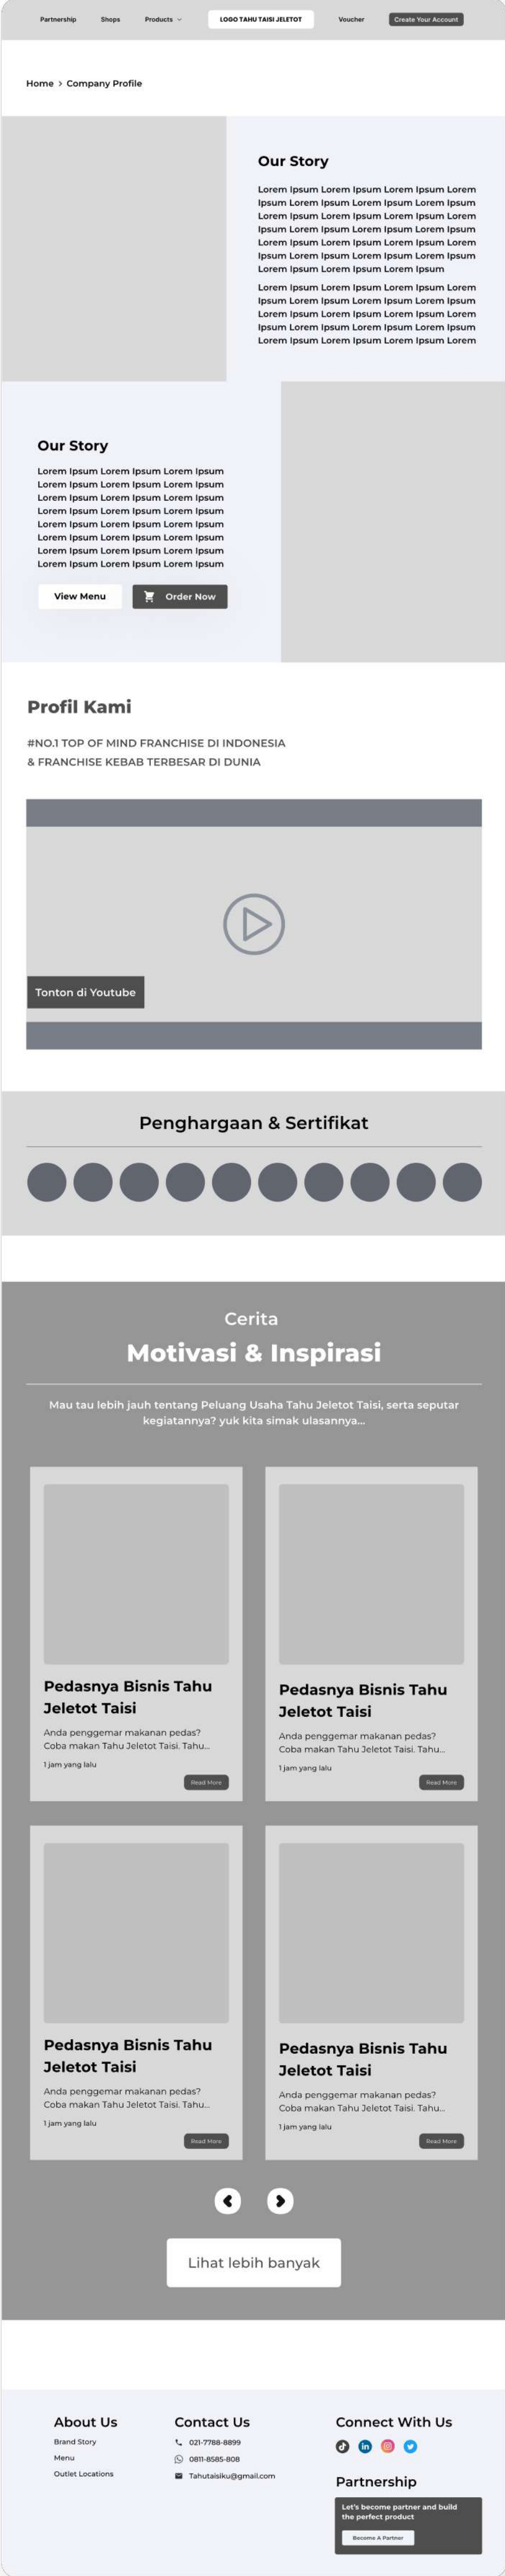 Partnership
Shops
Products
LOGO TAHU TAISI JELETOT
Voucher
Create Your Account
Home > Company Profile
Our Story
Lorem Ipsum Lorem Ipsum Lorem Ipsum Lorem
Ipsum Lorem Ipsum Lorem Ipsum Lorem Ipsum
Lorem Ipsum Lorem Ipsum Lorem Ipsum Lorem
Ipsum Lorem Ipsum Lorem Ipsum Lorem Ipsum
Lorem Ipsum Lorem Ipsum Lorem Ipsum Lorem
Ipsum Lorem Ipsum Lorem Ipsum Lorem Ipsum
Lorem Ipsum Lorem Ipsum Lorem Ipsum
Lorem Ipsum Lorem Ipsum Lorem Ipsum Lorem
Ipsum Lorem Ipsum Lorem Ipsum Lorem Ipsum
Lorem Ipsum Lorem Ipsum Lorem Ipsum Lorem
Ipsum Lorem Ipsum Lorem Ipsum Lorem Ipsum
Lorem Ipsum Lorem Ipsum Lorem Ipsum Lorem
Our Story
Lorem Ipsum Lorem Ipsum Lorem Ipsum
Lorem Ipsum Lorem Ipsum Lorem Ipsum
Lorem Ipsum Lorem Ipsum Lorem Ipsum
Lorem Ipsum Lorem Ipsum Lorem Ipsum
Lorem Ipsum Lorem Ipsum Lorem Ipsum
Lorem Ipsum Lorem Ipsum Lorem Ipsum
Lorem Ipsum Lorem Ipsum Lorem Ipsum
Lorem Ipsum Lorem Ipsum Lorem Ipsum
View Menu
Order Now
Profil Kami
#NO.1 TOP OF MIND FRANCHISE DI INDONESIA
& FRANCHISE KEBAB TERBESAR DI DUNIA
Tonton di Youtube
Penghargaan & Sertifikat
Cerita
Motivasi & Inspirasi
Mau tau lebih jauh tentang Peluang Usaha Tahu Jeletot Taisi, serta seputar
kegiatannya? yuk kita simak ulasannya...
Pedasnya Bisnis Tahu
Jeletot Taisi
Anda penggemar makanan pedas?
Coba makan Tahu Jeletot Taisi. Tahu...
1 jam yang lalu
Read More
Pedasnya Bisnis Tahu
Jeletot Taisi
Anda penggemar makanan pedas?
Coba makan Tahu Jeletot Taisi. Tahu...
1 jam yang lalu
Read More
Pedasnya Bisnis Tahu
Jeletot Taisi
Anda penggemar makanan pedas?
Coba makan Tahu Jeletot Taisi. Tahu...
1 jam yang lalu
Read More
Pedasnya Bisnis Tahu
Jeletot Taisi
Anda penggemar makanan pedas?
Coba makan Tahu Jeletot Taisi. Tahu...
1 jam yang lalu
Read More
Lihat lebih banyak
About Us
Brand Story
Menu
Outlet Locations
Contact Us
021-7788-8899
0811-8585-808
Tahutaisiku@gmail.com
Connect With Us
Partnership
Let's become partner and build
the perfect product
Become A Partner